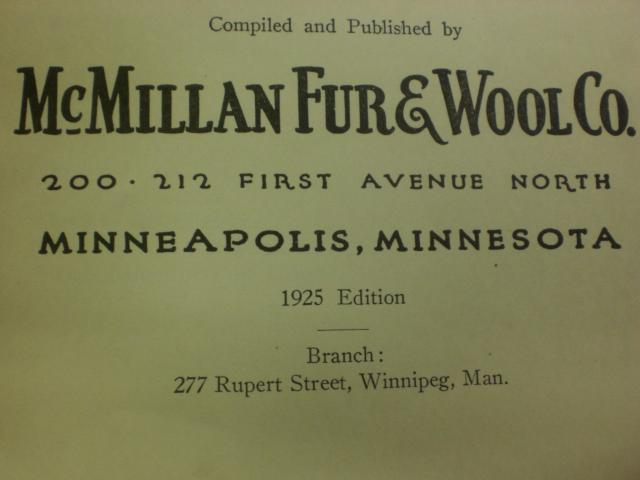 Compiled and Published by
McMILLAN FUR & WOOL CO.
200 · 212 FIRST AVENUE NORTH
MINNEAPOLIS, MINNESOTA
1925 Edition
Branch:
277 Rupert Street, Winnipeg, Man.